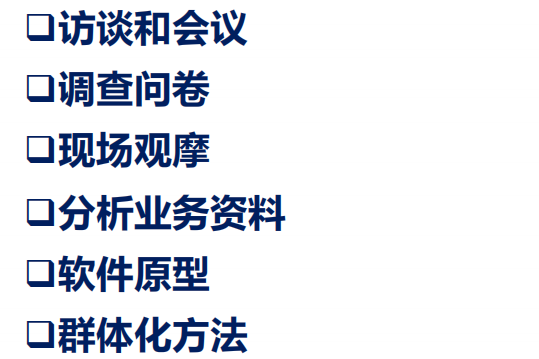 ❑访谈和会议
❑调查问卷
❑现场观摩
❑分析业务资料
❑软件原型
❑群体化方法